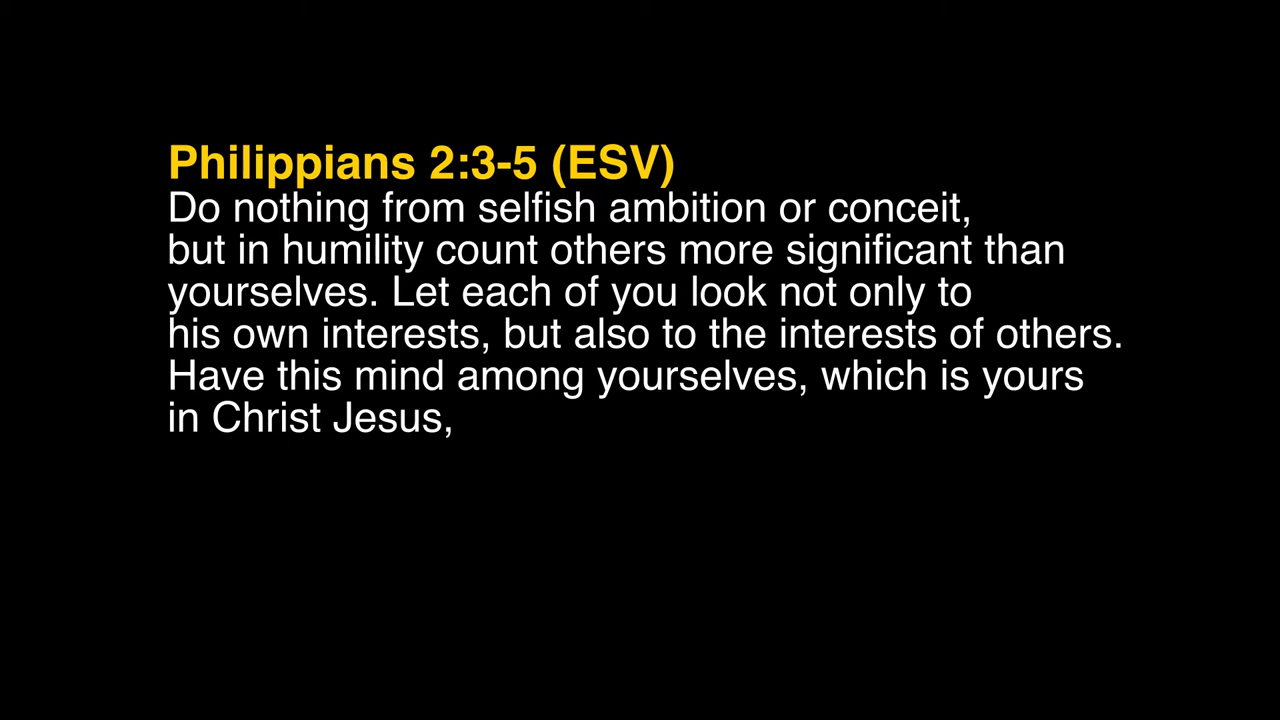 Philippians 2:3-5 (ESV)
Do nothing from selfish ambition or conceit,
but in humility count others more significant than
yourselves. Let each of you look not only to
his own interests, but also to the interests of others.
Have this mind among yourselves, which is yours
in Christ Jesus,